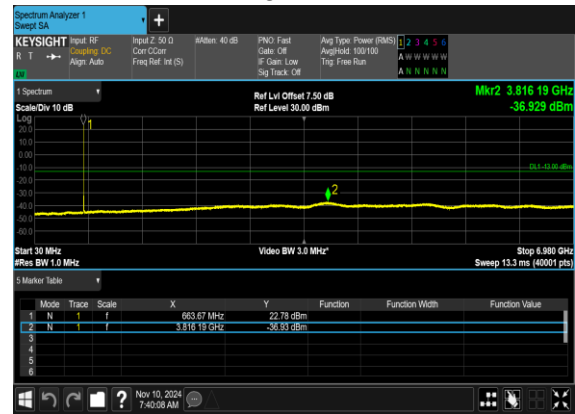 Spectrum Analyzer 1
Swept SA
+
KEYSIGHT Input: RF Input Z: 50 Ω #Atten: 40 dB PNO: Fast Avg Type: Power (RMS) 1 2 3 4 5 6
R T Coupling: DC Corr CCorr Gate: Off Avg|Hold: 100/100 A W W W W W
Align: Auto Freq Ref: Int (S) IF Gain: Low Trig: Free Run
LU Sig Track: Off A N N N N N
1 Spectrum Ref Lvl Offset 7.50 dB Mkr2 3.816 19 GHz
Scale/Div 10 dB Ref Level 30.00 dBm -36.929 dBm
Log
20.0
10.0
0.00
-10.0
-20.0
-30.0
-40.0
-50.0
-60.0
1
DL1 -13.00 dBm
2
Start 30 MHz Video BW 3.0 MHz* Stop 6.980 GHz
#Res BW 1.0 MHz Sweep 13.3 ms (40001 pts)
5 Marker Table
Mode Trace Scale X Y Function Function Width Function Value
1 N 1 f 663.67 MHz 22.78 dBm
2 N 1 f 3.816 19 GHz -36.93 dBm
3
4
5
6
? Nov 10, 2024
7:40:08 AM